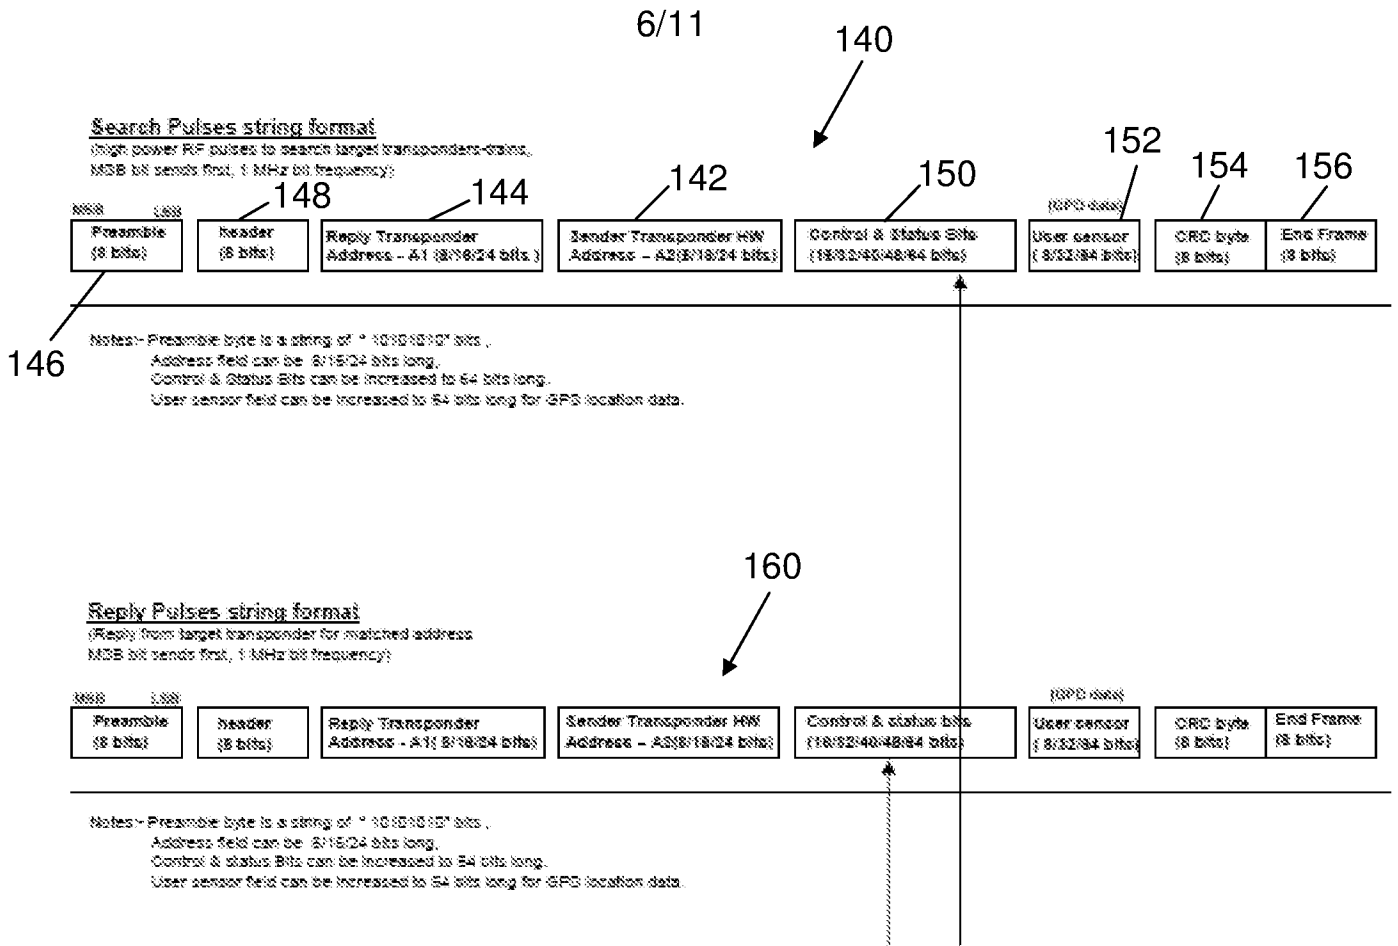 6/11
140
Search Pulses string format
(high power RF pulses to search target transponders-trains,
MSB bit sends first, 1 MHz bit frequency)
152
154
156
148
144
142
150
MSB LSB
(GPS data)
Preamble
(8 bits)
header
(8 bits)
Reply Transponder
Address - A1 (8/16/24 bits )
Sender Transponder HW
Address - A2(8/16/24 bits)
Control & Status Bits
(16/32/40/48/64 bits)
User sensor
( 8/32/64 bits)
CRC byte
(8 bits)
End Frame
(8 bits)
146
Notes:- Preamble byte is a string of " 10101010" bits ,
Address field can be 8/16/24 bits long,
Control & Status Bits can be increased to 64 bits long.
User sensor field can be increased to 64 bits long for GPS location data.
160
Reply Pulses string format
(Reply from target transponder for matched address
MSB bit sends first, 1 MHz bit frequency)
MSB LSB
(GPS data)
Preamble
(8 bits)
header
(8 bits)
Reply Transponder
Address - A1( 8/16/24 bits)
Sender Transponder HW
Address - A2(8/16/24 bits)
Control & status bits
(16/32/40/48/64 bits)
User sensor
( 8/32/64 bits)
CRC byte
(8 bits)
End Frame
(8 bits)
Notes:- Preamble byte is a string of " 10101010" bits ,
Address field can be 8/16/24 bits long,
Control & status Bits can be increased to 64 bits long.
User sensor field can be increased to 64 bits long for GPS location data.